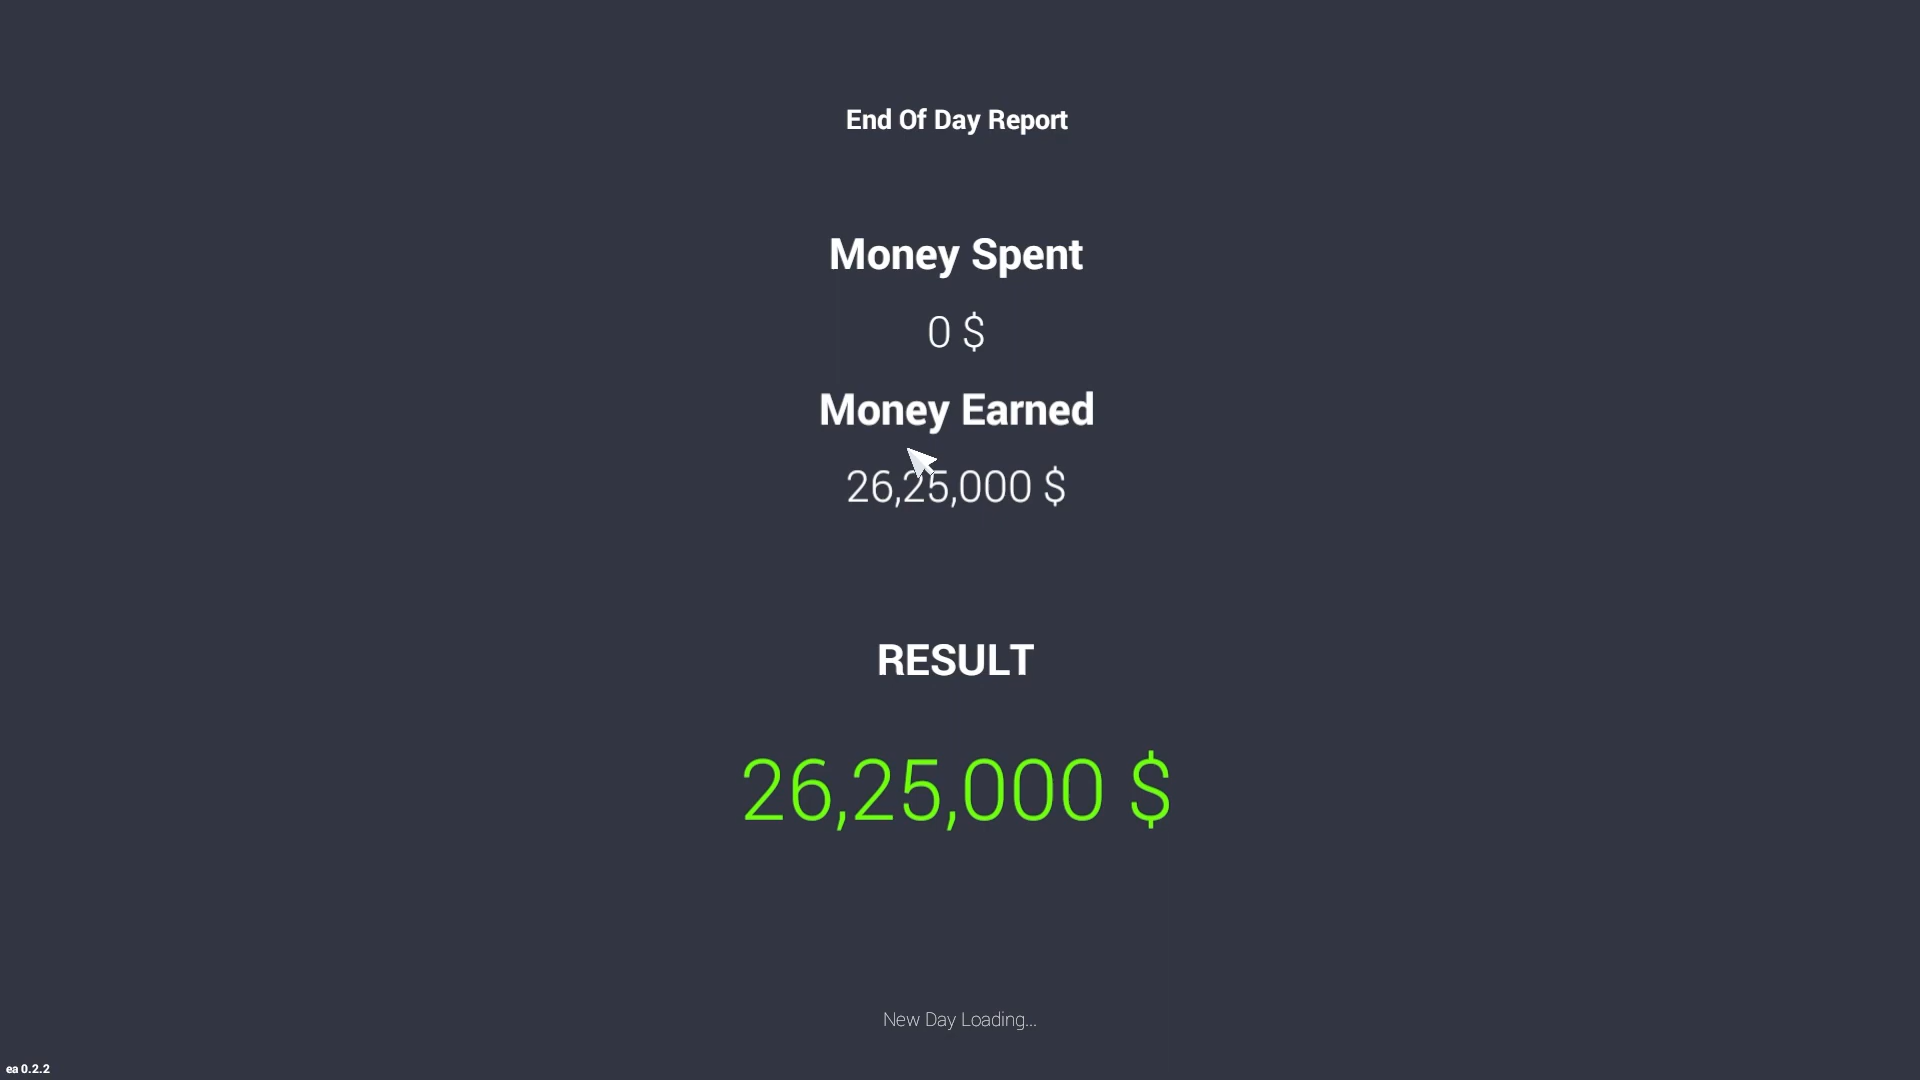 End Of Day Report
Money Spent
0 $
Money Earned
26,25,000 $
RESULT
26,25,000 $
New Day Loading...
ea 0.2.2